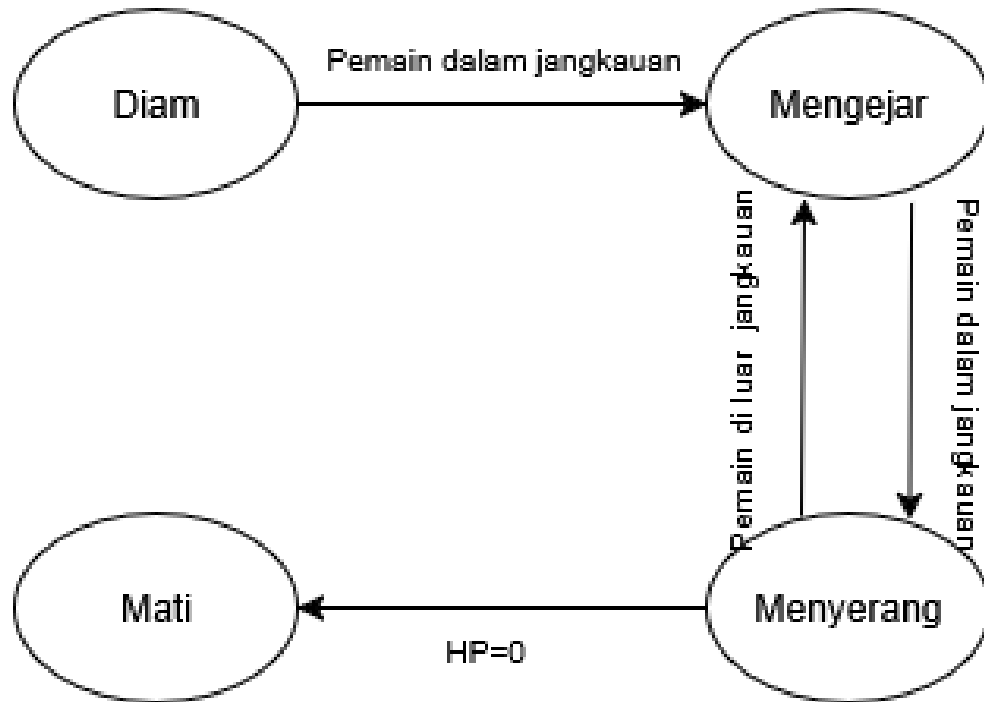 Pemain dalam jangkauan
Diam
Mengejar
Pemain di luar jangkauan
Pemain dalam jangkauan
Mati
Menyerang
HP=0